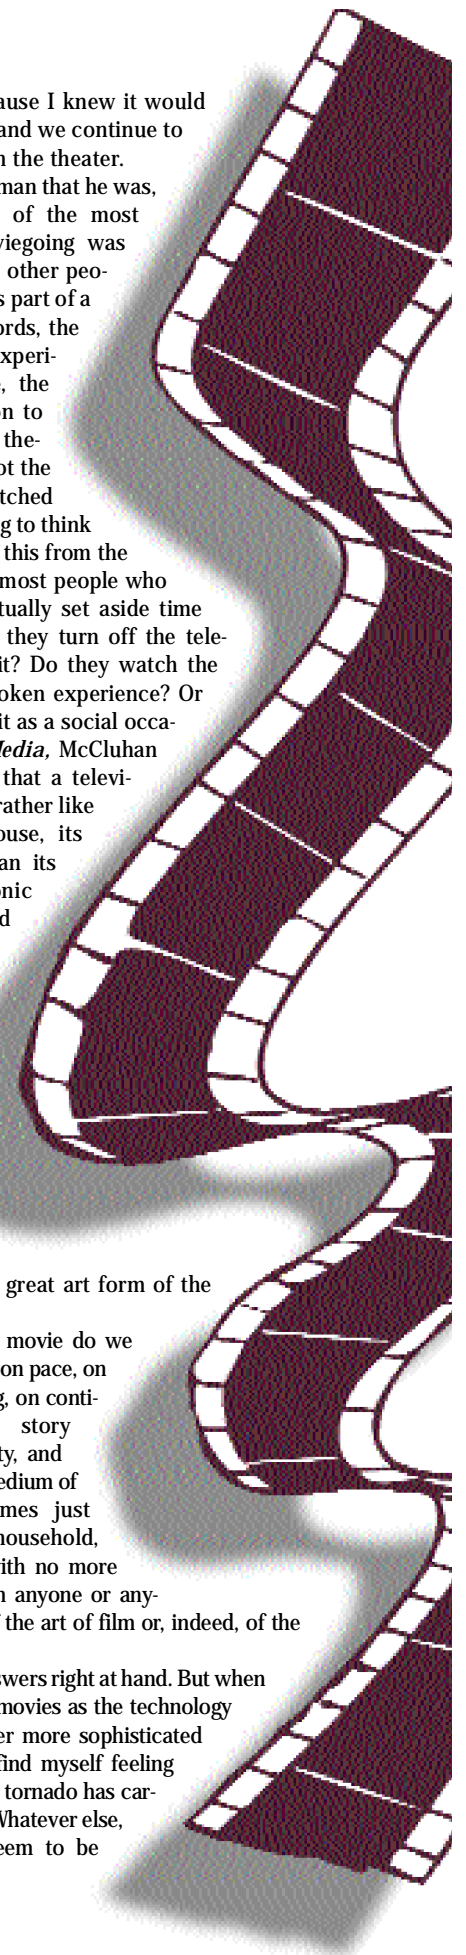 ause I knew it would
and we continue to
n the theater.
man that he was,
of the most
viegoing was
other peo-
s part of a
ords, the
experi-
e, the
on to
the-
ot the
tched
g to think
this from the
most people who
tually set aside time
they turn off the tele-
it? Do they watch the
oken experience? Or
it as a social occa-
Media, McCluhan
that a televi-
rather like
ouse, its
an its
onic
d
great art form of the
movie do we
on pace, on
g, on conti-
story
ty, and
edium of
mes just
household,
with no more
n anyone or any-
f the art of film or, indeed, of the
swers right at hand. But when
movies as the technology
er more sophisticated
find myself feeling
tornado has car-
Whatever else,
eem to be